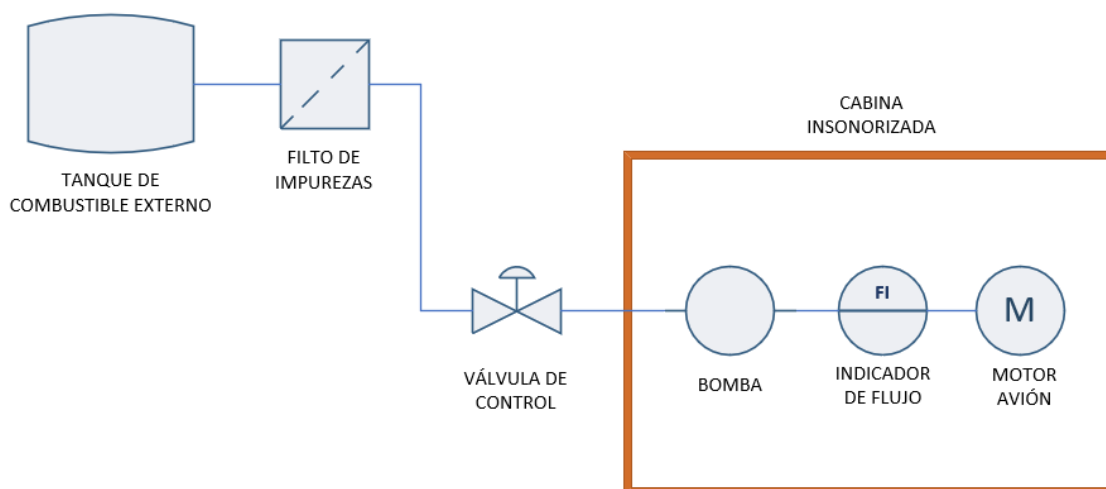 TANQUE DE
COMBUSTIBLE EXTERNO
FILTO DE
IMPUREZAS
VÁLVULA DE
CONTROL
CABINA
INSONORIZADA
BOMBA
FI
INDICADOR
DE FLUJO
M
MOTOR
AVIÓN